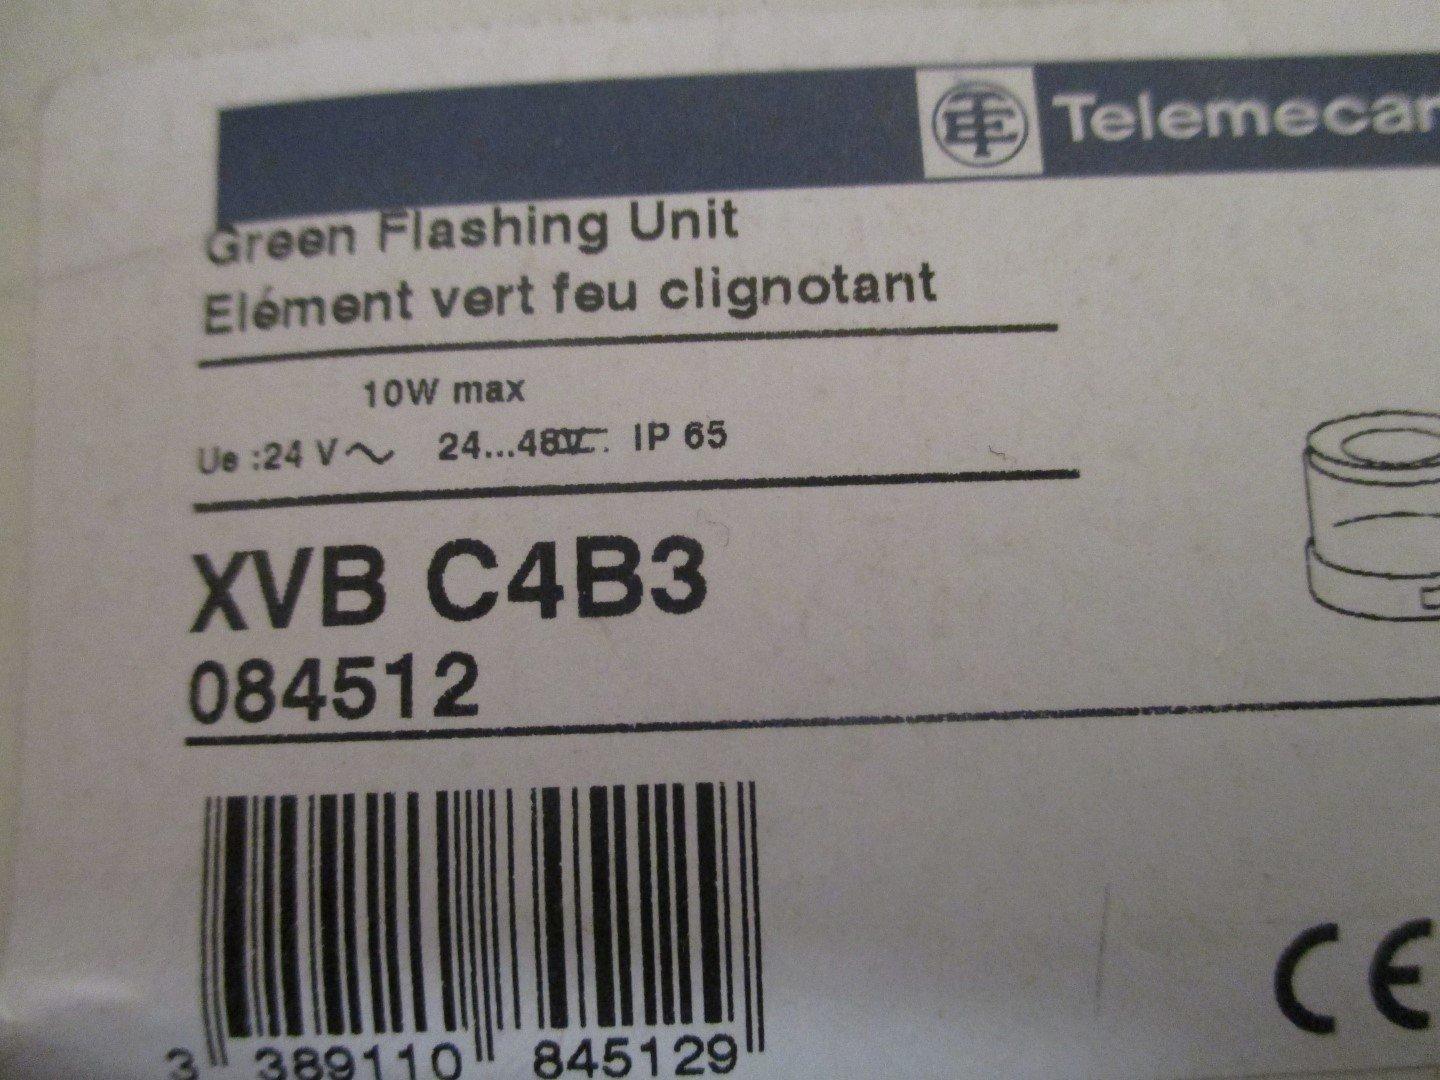 Telemecan
Green Flashing Unit
Elément vert feu clignotant
10W max
Ue :24 V~ 24...48V⎓ IP 65
XVB C4B3
084512
3 389110 845129
CE